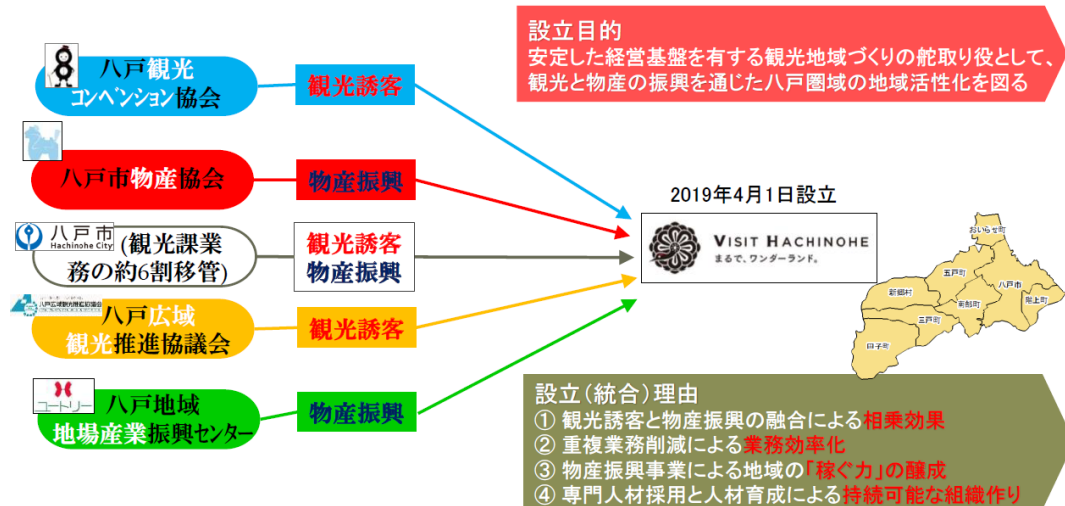 設立目的
安定した経営基盤を有する観光地域づくりの舵取り役として、
観光と物産の振興を通じた八戸圏域の地域活性化を図る
八戸観光
コンベンション協会
観光誘客
八戸市物産協会
物産振興
八戸市
Hachinohe City
(観光課業
務の約6割移管)
観光誘客
物産振興
八戸広域観光推進協議会
八戸広域
観光推進協議会
観光誘客
ユートリー
八戸地域
地場産業振興センター
物産振興
2019年4月1日設立
VISIT HACHINOHE
まるで、ワンダーランド。
おいらせ町
五戸町
八戸市
新郷村
階上町
南部町
三戸町
田子町
設立(統合)理由
① 観光誘客と物産振興の融合による相乗効果
② 重複業務削減による業務効率化
③ 物産振興事業による地域の「稼ぐ力」の醸成
④ 専門人材採用と人材育成による持続可能な組織作り